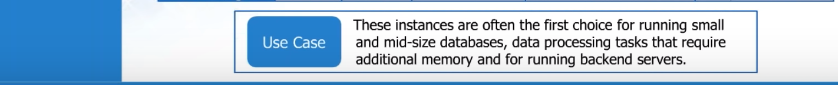 Use Case
These instances are often the first choice for running small
and mid-size databases, data processing tasks that require
additional memory and for running backend servers.